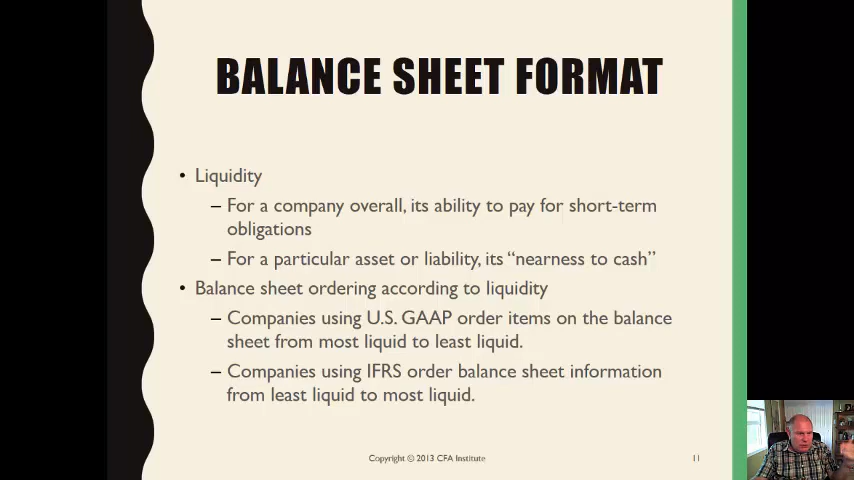 BALANCE SHEET FORMAT
• Liquidity
– For a company overall, its ability to pay for short-term
obligations
– For a particular asset or liability, its “nearness to cash”
• Balance sheet ordering according to liquidity
– Companies using U.S. GAAP order items on the balance
sheet from most liquid to least liquid.
– Companies using IFRS order balance sheet information
from least liquid to most liquid.
Copyright © 2013 CFA Institute
11